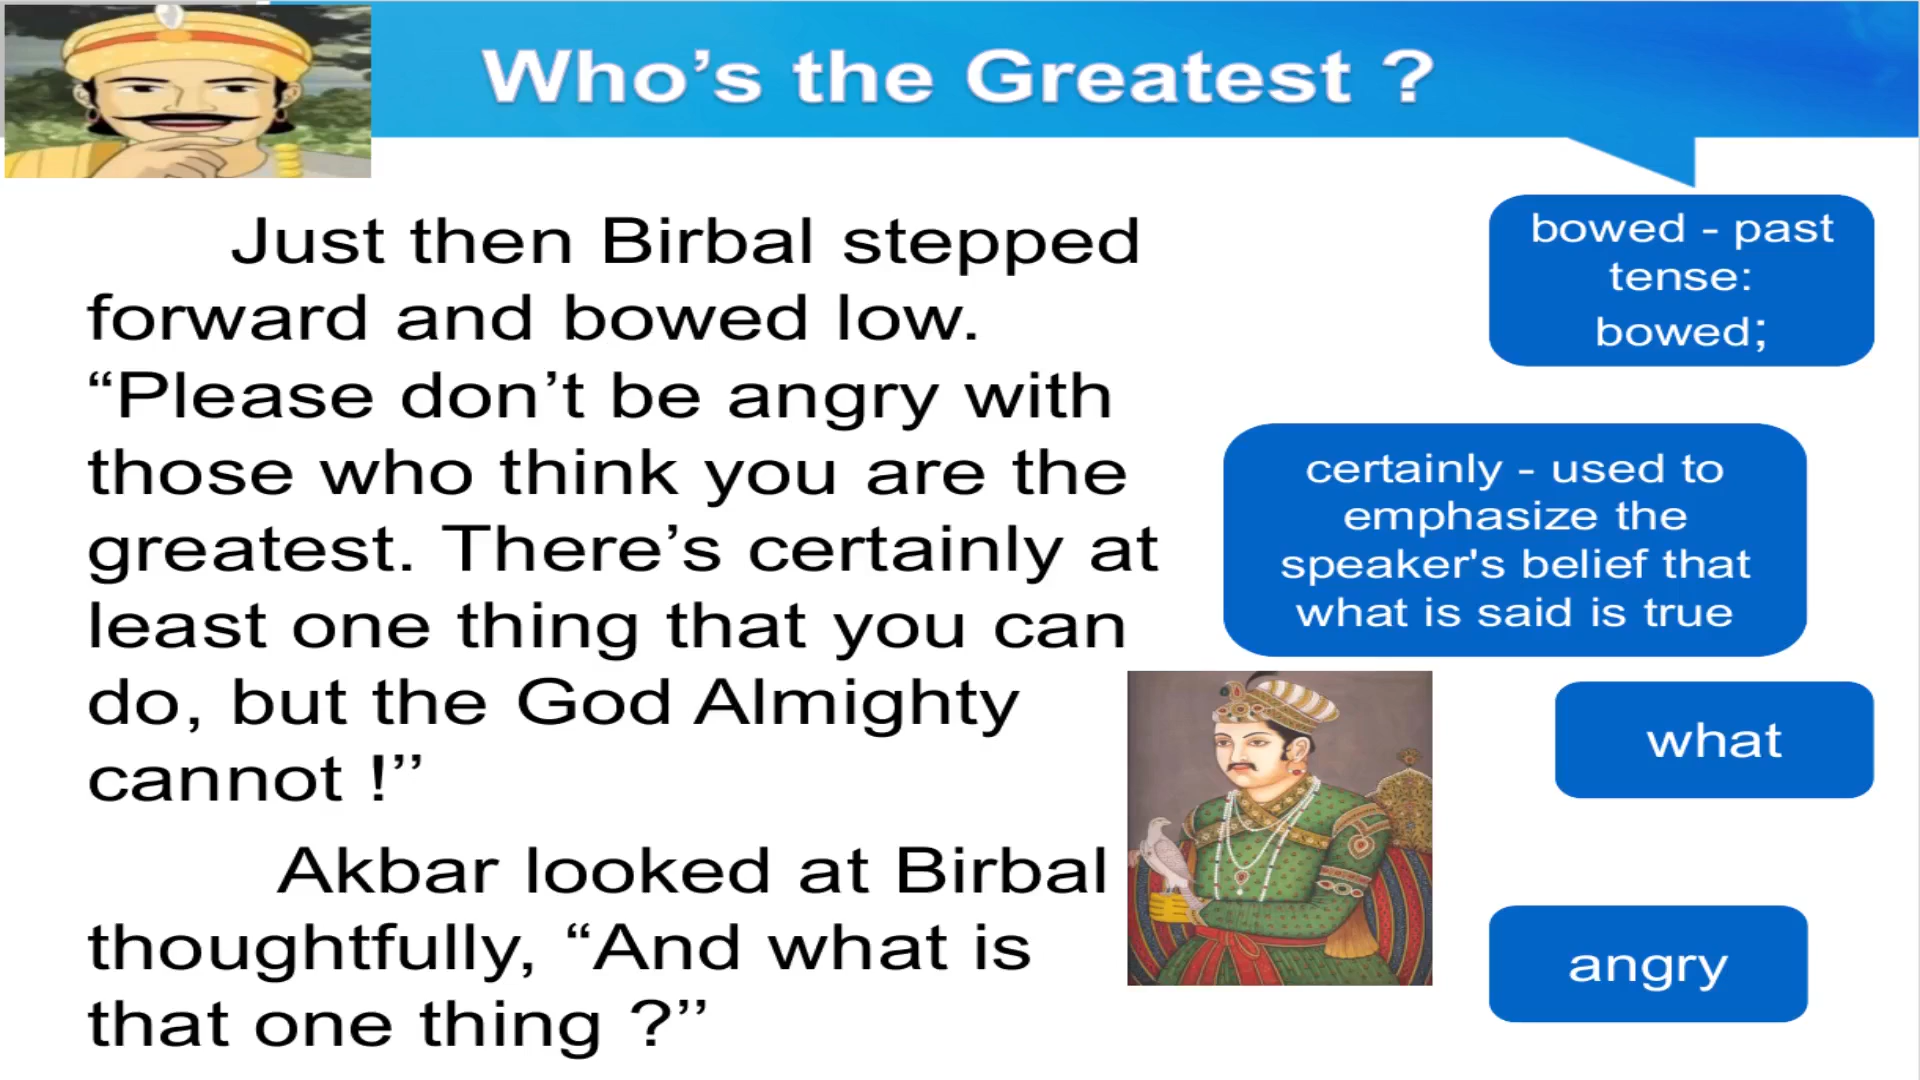 Who’s the Greatest ?
Just then Birbal stepped
forward and bowed low.
“Please don’t be angry with
those who think you are the
greatest. There’s certainly at
least one thing that you can
do, but the God Almighty
cannot !’’
Akbar looked at Birbal
thoughtfully, “And what is
that one thing ?’’
bowed - past
tense:
bowed;
certainly - used to
emphasize the
speaker's belief that
what is said is true
what
angry